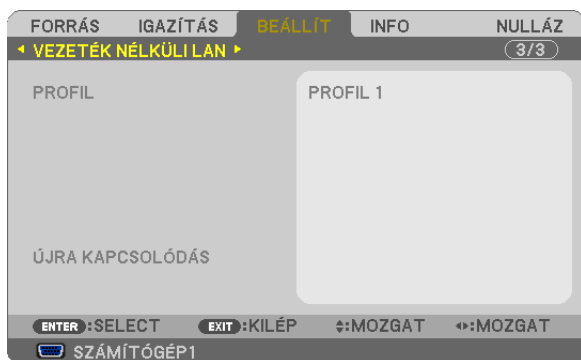 FORRÁS IGAZÍTÁS BEÁLLÍT INFO NULLÁZ
VEZETÉK NÉLKÜLI LAN 3/3
PROFIL PROFIL 1
ÚJRA KAPCSOLÓDÁS
ENTER :SELECT EXIT :KILÉP :MOZGAT :MOZGAT
SZÁMÍTÓGÉP1